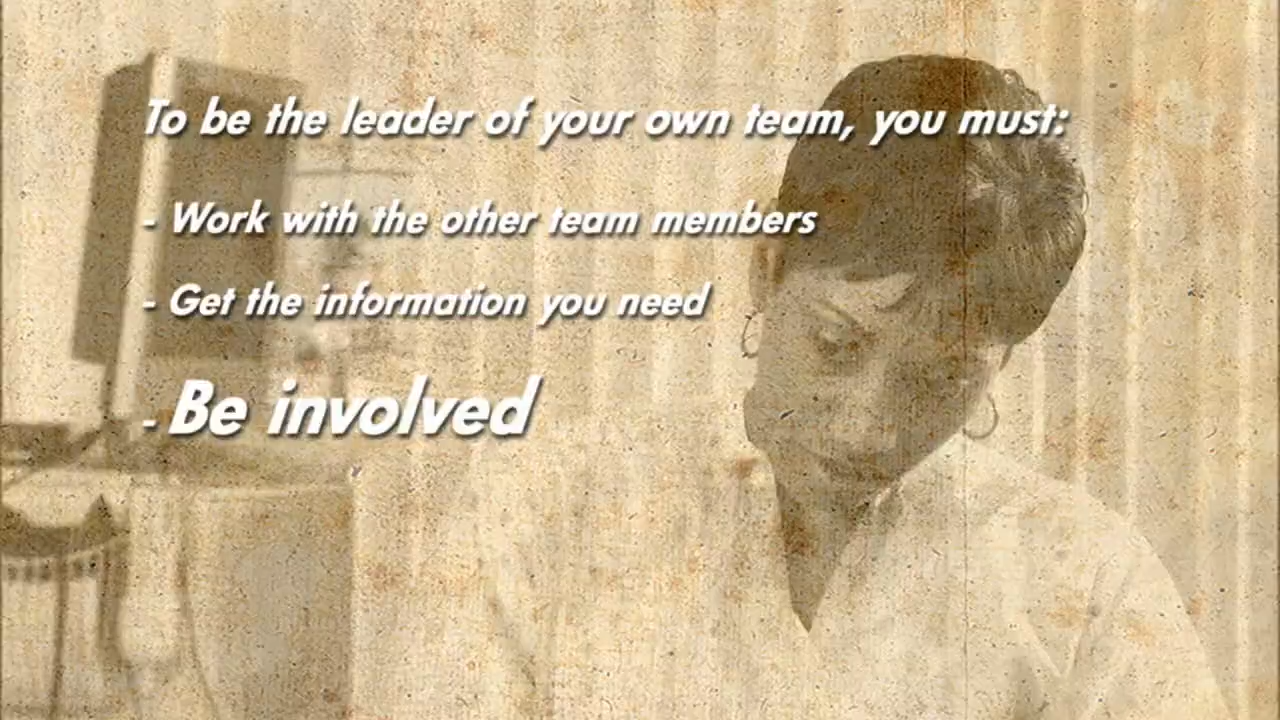 To be the leader of your own team, you must:
- Work with the other team members
- Get the information you need
- Be involved